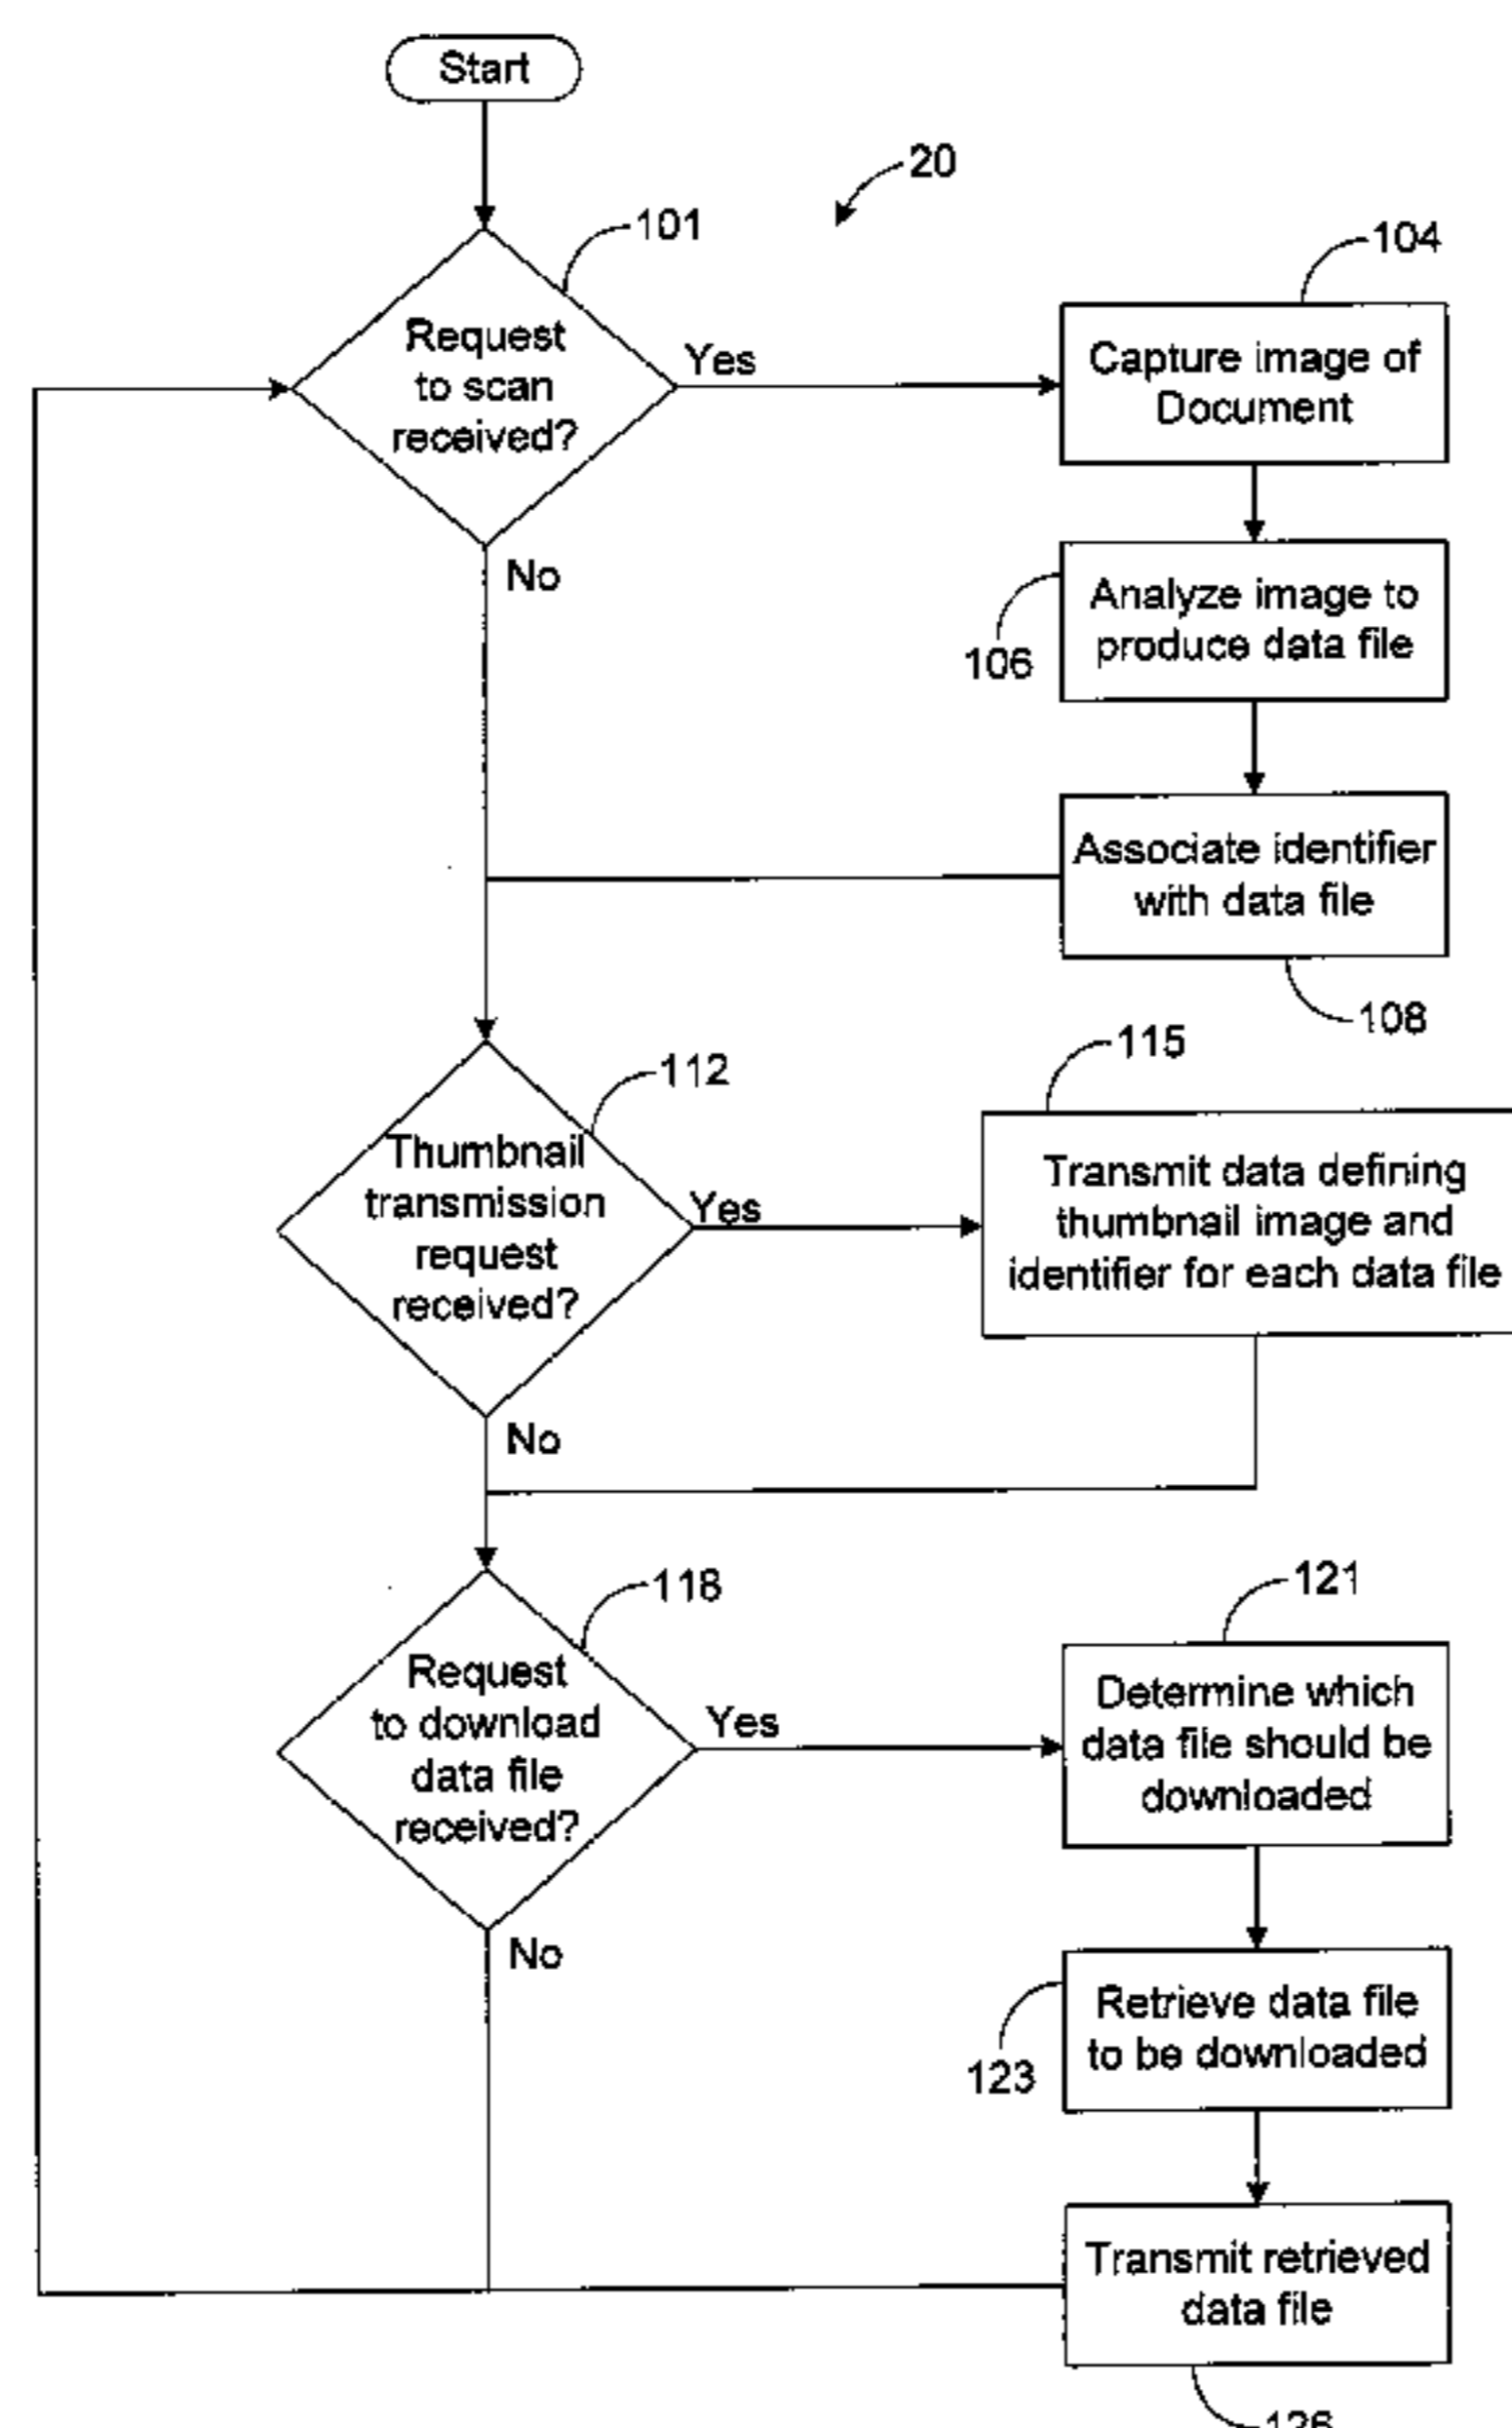 Start
20
101
Request
to scan
received?
Yes
No
104
Capture image of
Document
106
Analyze image to
produce data file
Associate identifier
with data file
108
112
Thumbnail
transmission
request
received?
Yes
No
115
Transmit data defining
thumbnail image and
identifier for each data file
118
Request
to download
data file
received?
Yes
No
121
Determine which
data file should be
downloaded
123
Retrieve data file
to be downloaded
Transmit retrieved
data file